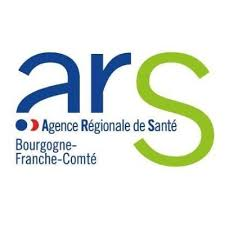 ars
Agence Régionale de Santé
Bourgogne-
Franche-Comté